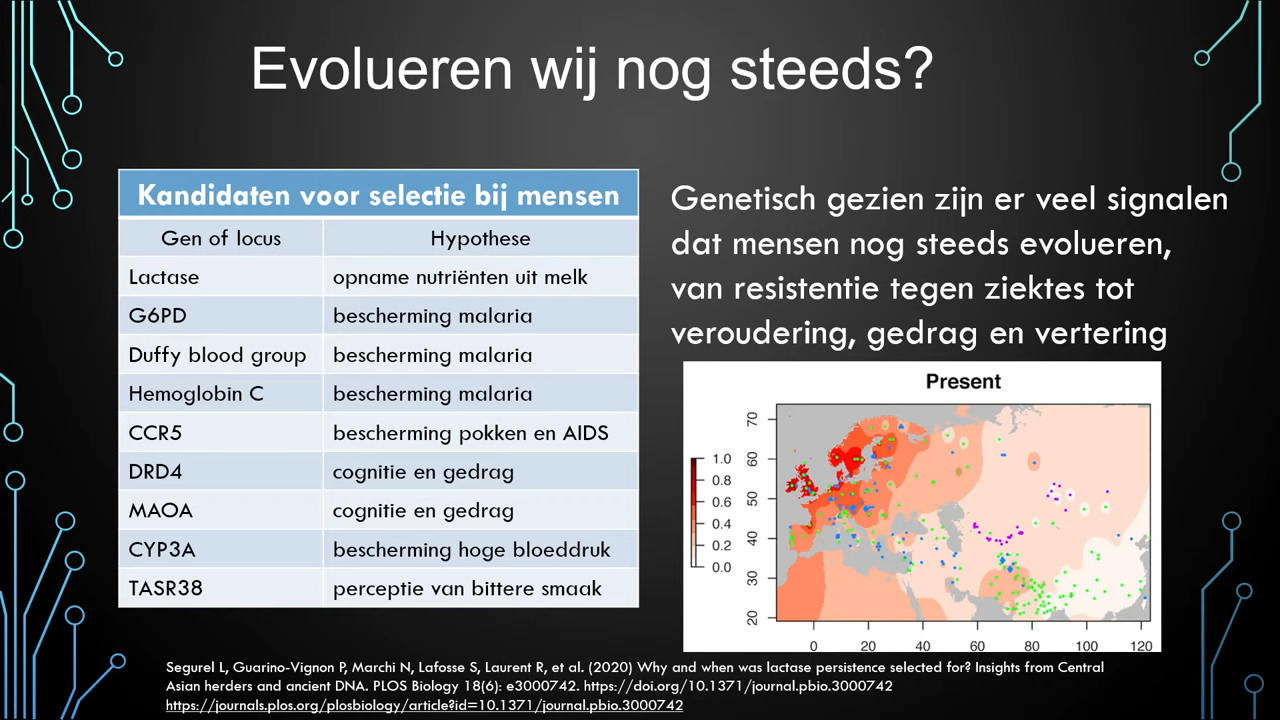 Evolueren wij nog steeds?
Kandidaten voor selectie bij mensen
Gen of locus Hypothese
Lactase opname nutriënten uit melk
G6PD bescherming malaria
Duffy blood group bescherming malaria
Hemoglobin C bescherming malaria
CCR5 bescherming pokken en AIDS
DRD4 cognitie en gedrag
MAOA cognitie en gedrag
CYP3A bescherming hoge bloeddruk
TASR38 perceptie van bittere smaak
Genetisch gezien zijn er veel signalen
dat mensen nog steeds evolueren,
van resistentie tegen ziektes tot
veroudering, gedrag en vertering
Present
1.0
0.8
0.6
0.4
0.2
0.0
70
60
50
40
30
20
0 20 40 60 80 100 120
Segurel L, Guarino-Vignon P, Marchi N, Lafosse S, Laurent R, et al. (2020) Why and when was lactase persistence selected for? Insights from Central
Asian herders and ancient DNA. PLOS Biology 18(6): e3000742. https://doi.org/10.1371/journal.pbio.3000742
https://journals.plos.org/plosbiology/article?id=10.1371/journal.pbio.3000742